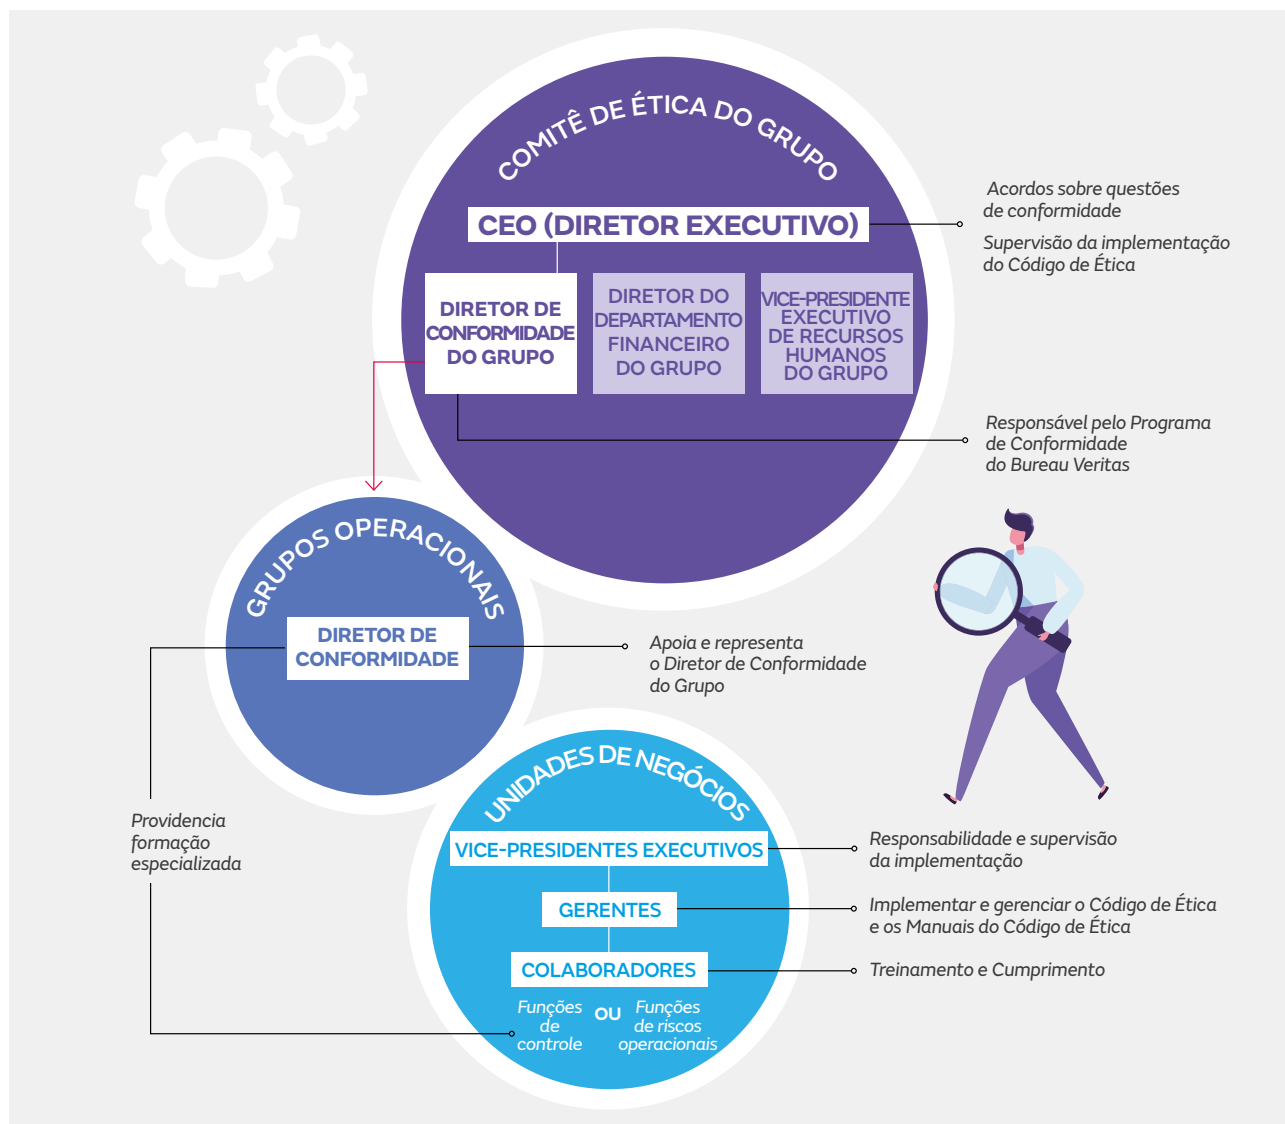 COMITÊ DE ÉTICA DO GRUPO
CEO (DIRETOR EXECUTIVO)
Acordos sobre questões
de conformidade
Supervisão da implementação
do Código de Ética
DIRETOR DE
CONFORMIDADE
DO GRUPO
DIRETOR DO
DEPARTAMENTO
FINANCEIRO
DO GRUPO
VICE-PRESIDENTE
EXECUTIVO
DE RECURSOS
HUMANOS
DO GRUPO
Responsável pelo Programa
de Conformidade
do Bureau Veritas
GRUPOS OPERACIONAIS
DIRETOR DE
CONFORMIDADE
Apoia e representa
o Diretor de Conformidade
do Grupo
Providencia
formação
especializada
UNIDADES DE NEGÓCIOS
VICE-PRESIDENTES EXECUTIVOS
Responsabilidade e supervisão
da implementação
GERENTES
Implementar e gerenciar o Código de Ética
e os Manuais do Código de Ética
COLABORADORES
Treinamento e Cumprimento
Funções
de
controle
OU
Funções
de riscos
operacionais